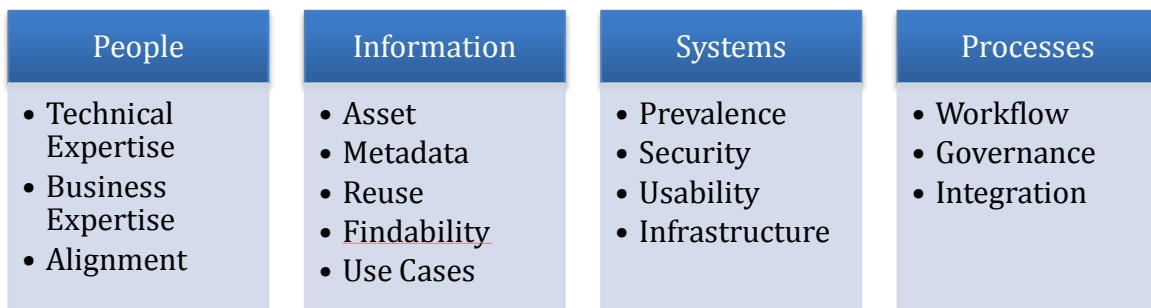 People
• Technical
Expertise
• Business
Expertise
• Alignment
Information
• Asset
• Metadata
• Reuse
• Findability
• Use Cases
Systems
• Prevalence
• Security
• Usability
• Infrastructure
Processes
• Workflow
• Governance
• Integration